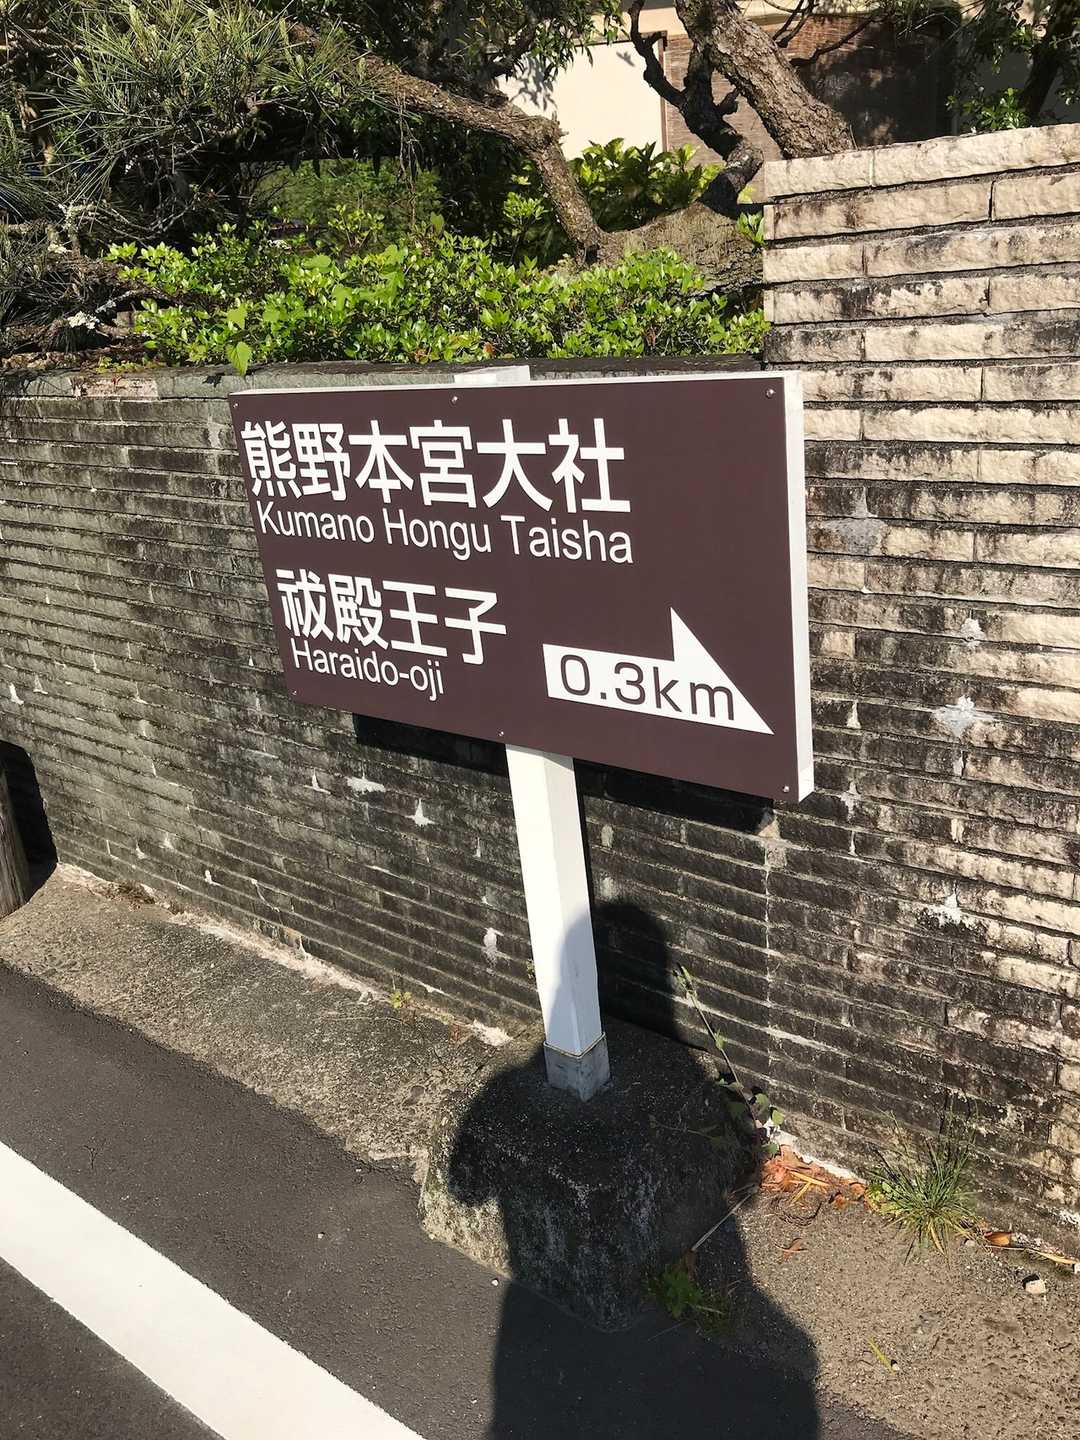 熊野本宮大社
Kumano Hongu Taisha
祓殿王子
Haraido-oji
0.3km